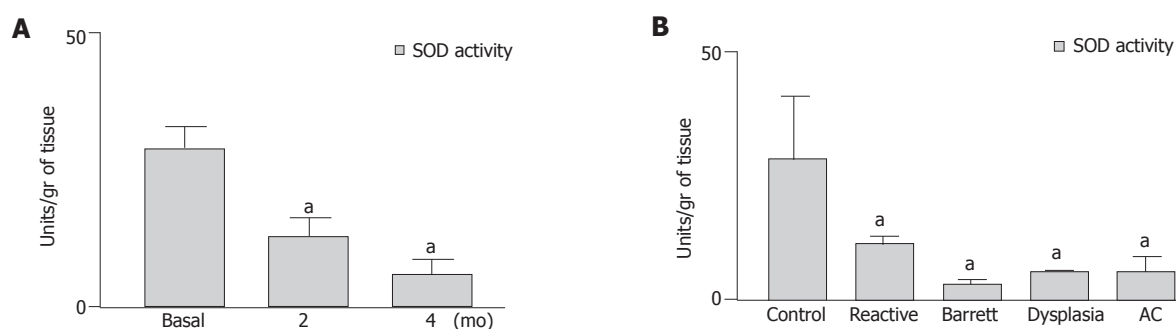 A
50
SOD activity
Units/gr of tissue
a
a
0
Basal 2 4 (mo)
B
50
SOD activity
Units/gr of tissue
a
a
a
a
0
Control Reactive Barrett Dysplasia AC